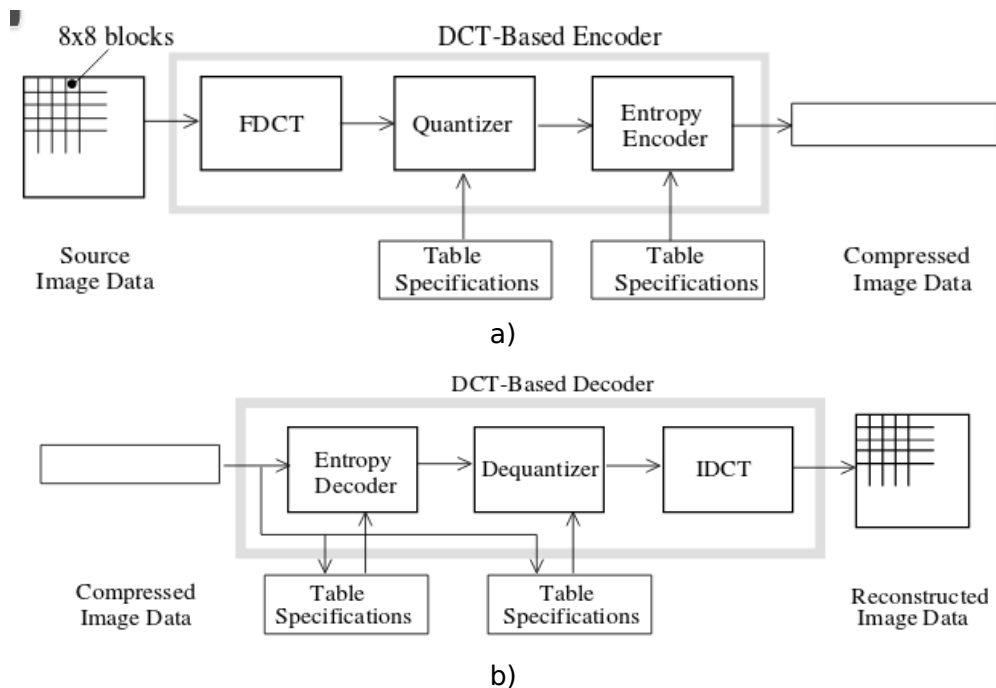 8x8 blocks
DCT-Based Encoder
FDCT
Quantizer
Entropy
Encoder
Source
Image Data
Table
Specifications
Table
Specifications
Compressed
Image Data
a)
DCT-Based Decoder
Entropy
Decoder
Dequantizer
IDCT
Compressed
Image Data
Table
Specifications
Table
Specifications
Reconstructed
Image Data
b)